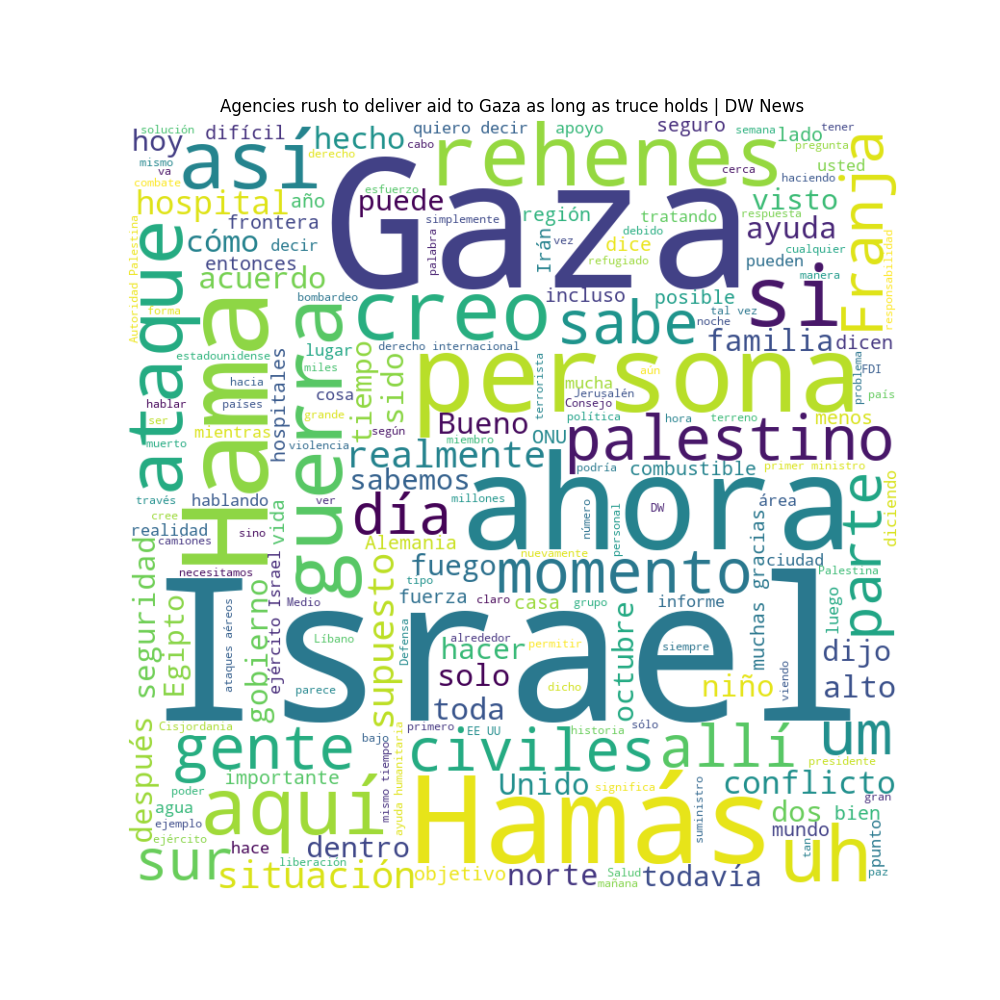 Agencies rush to deliver aid to Gaza as long as truce holds | DW News
solución
difícil
hecho
quiero decir
apoyo
seguro
semana
lado
tener
hoy
así
derecho
cabo
rehenes
pregunta
mismo
va
combate
Gaza
cerca
usted
haciendo
Franja
hospital
año
esfuerzo
puede
simplemente
región
tratando
respuesta
visto
ayuda
frontera
cómo
decir
palabra
Irán
vez
debido
dice
refugiado
pueden
cualquier
manera
responsabilidad
Autoridad Palestina
ataque
entonces
acuerdo
bombardeo
creo
incluso
sabe
posible
tal vez
noche
si
forma
Hama
guerra
familia
dicen
estadounidense
lugar
miles
tiempo
sido
derecho internacional
persona
terrorista
mucha
aún
Jerusalén
Consejo
problema
FDI
país
hacia
hospitales
cosa
hablar
países
grande
ser
mientras
según
Bueno
política
hora
terreno
menos
muerto
violencia
miembro
ONU
palestino
realmente
podría
combustible
primer ministro
través
sabemos
ahora
hablando
vida
ver
día
millones
número
personal
DW
área
parte
diciendo
cree
realidad
camiones
sino
Alemania
nuevamente
muchas gracias
ciudad
necesitamos
fuego
momento
Palestina
seguridad
Egipto
Israel
ataques aéreos
gobierno
ejército Israel
Medio
supuesto
tipo
fuerza
claro
casa
grupo
informe
luego
Líbano
Defensa
alrededor
hacer
permitir
octubre
siempre
dijo
parece
solo
dicho
niño
viendo
alto
toda
Cisjordania
primero
EE UU
historia
sólo
después
gente
bajo
civiles
allí
um
presidente
mismo tiempo
ayuda humanitaria
importante
poder
Unido
significa
suministro
conflicto
gran
agua
aquí
Hamás
dos
bien
ejemplo
mundo
tan
punto
ejército
hace
dentro
uh
sur
liberación
situación
objetivo
norte
Salud
mañana
todavía
paz